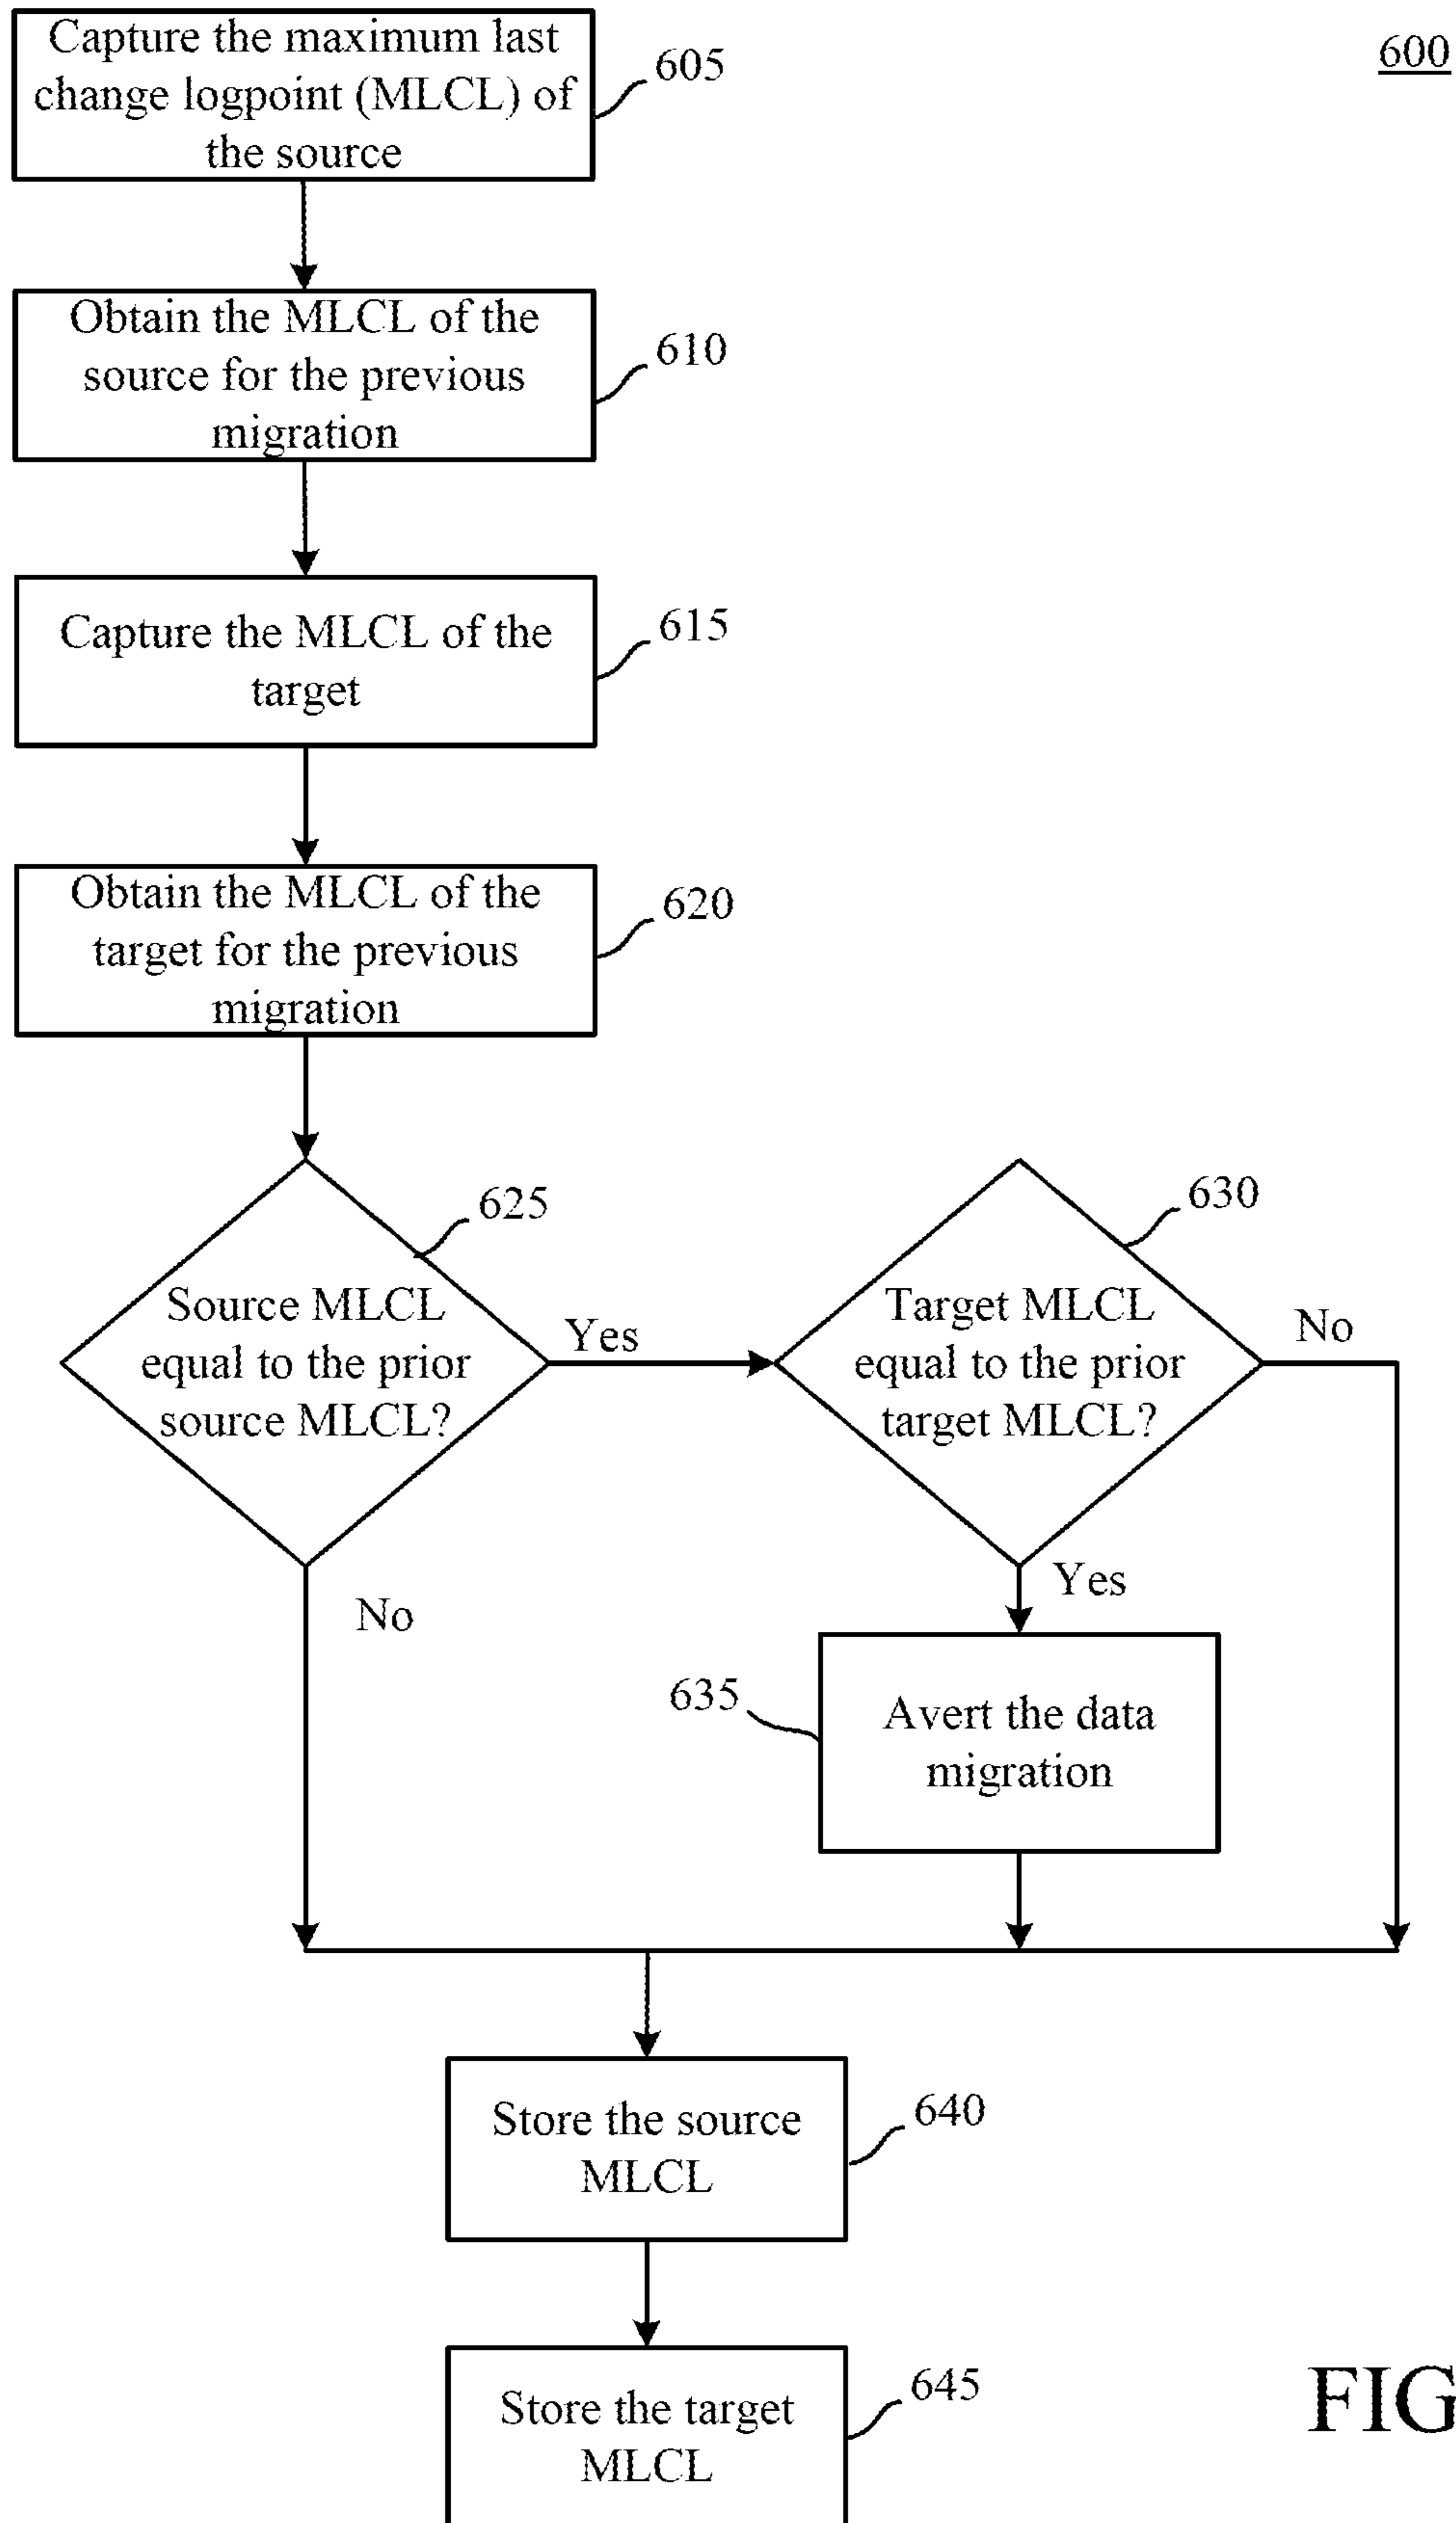 600
Capture the maximum last
change logpoint (MLCL) of
the source
605
Obtain the MLCL of the
source for the previous
migration
610
Capture the MLCL of the
target
615
Obtain the MLCL of the
target for the previous
migration
620
625
Source MLCL
equal to the prior
source MLCL?
Yes
No
630
Target MLCL
equal to the prior
target MLCL?
No
Yes
635
Avert the data
migration
Store the source
MLCL
640
Store the target
MLCL
645
FIG